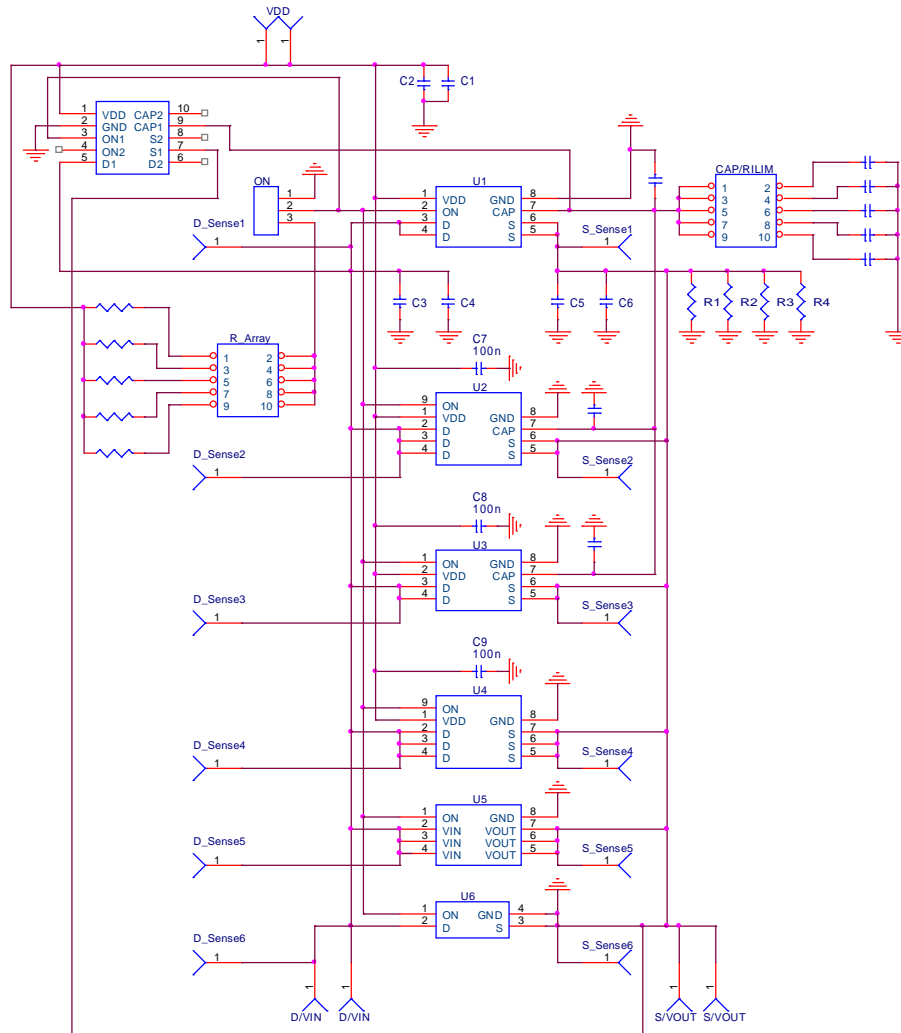 VDD
1 1
C2 C1
1 VDD CAP2 10
2 GND CAP1 9
3 ON1 S2 8
4 ON2 S1 7
5 D1 D2 6
ON
1
2
3
U1
1 VDD GND 8
2 ON CAP 7
3 D S 6
4 D S 5
CAP/RILIM
1 2
3 4
5 6
7 8
9 10
D_Sense1
1
S_Sense1
1
C3 C4 C5 C6
R1 R2 R3 R4
R_Array
1 2
3 4
5 6
7 8
9 10
C7
100n
U2
9 ON
1 VDD GND 8
2 D CAP 7
3 D S 6
4 D S 5
D_Sense2
1
S_Sense2
1
C8
100n
U3
1 ON GND 8
2 VDD CAP 7
3 D S 6
4 D S 5
D_Sense3
1
S_Sense3
1
C9
100n
U4
9 ON
1 VDD GND 8
2 D S 7
3 D S 6
4 D S 5
D_Sense4
1
S_Sense4
1
U5
1 ON GND 8
2 VIN VOUT 7
3 VIN VOUT 6
4 VIN VOUT 5
D_Sense5
1
S_Sense5
1
U6
1 ON GND 4
2 D S 3
D_Sense6
1
S_Sense6
1
1 1 1 1
D/VIN D/VIN S/VOUT S/VOUT